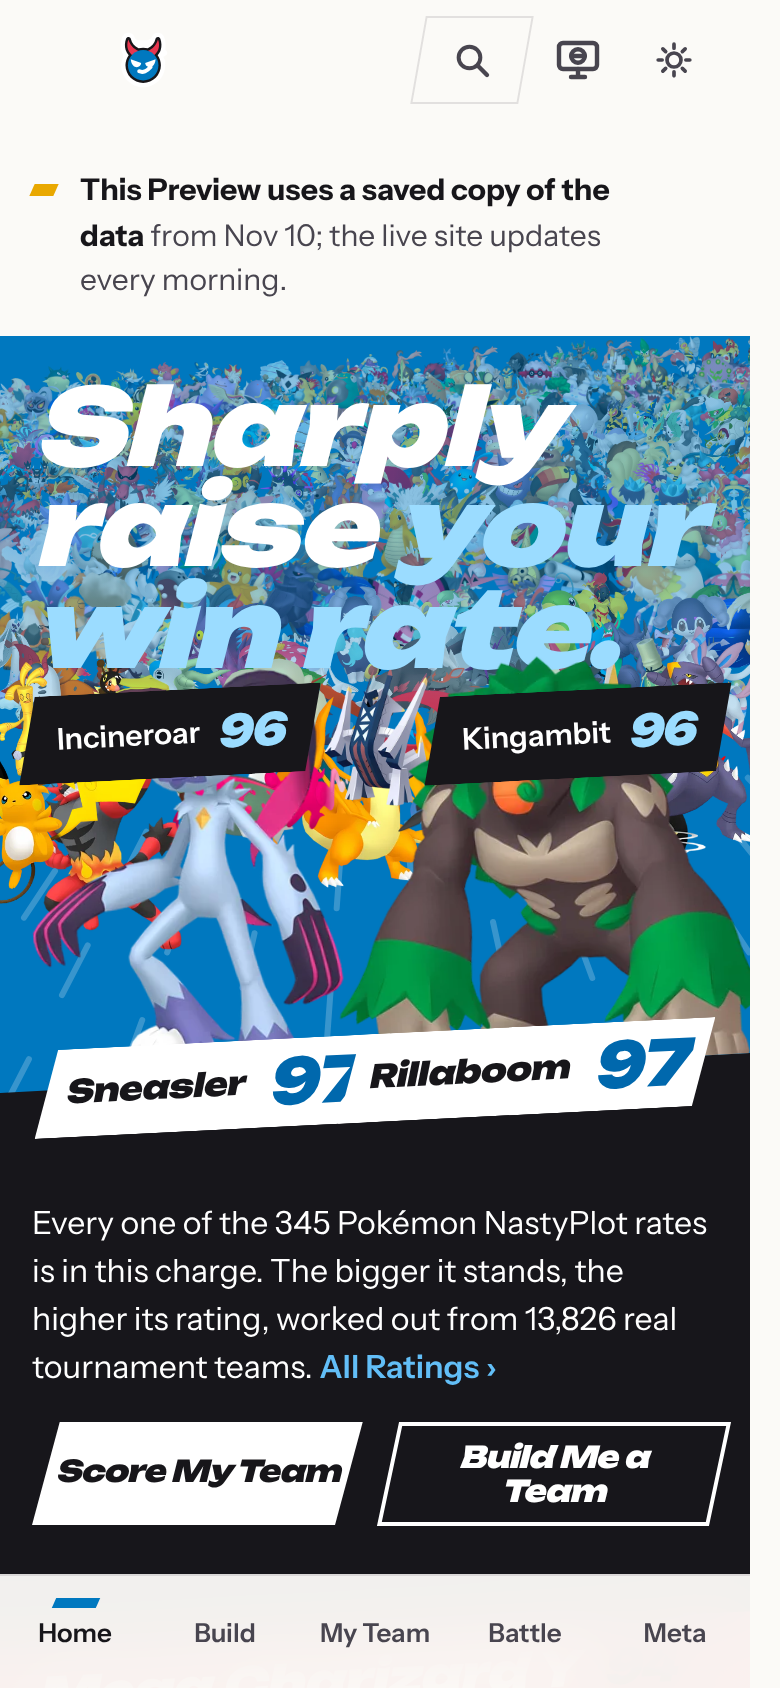 This Preview uses a saved copy of the
data from Nov 10; the live site updates
every morning.
Sharply
raise your
win rate.
Incineroar 96
Kingambit 96
Sneasler 97
Rillaboom 97
Every one of the 345 Pokémon NastyPlot rates
is in this charge. The bigger it stands, the
higher its rating, worked out from 13,826 real
tournament teams. All Ratings ›
Score My Team
Build Me a
Team
Home
Build
My Team
Battle
Meta